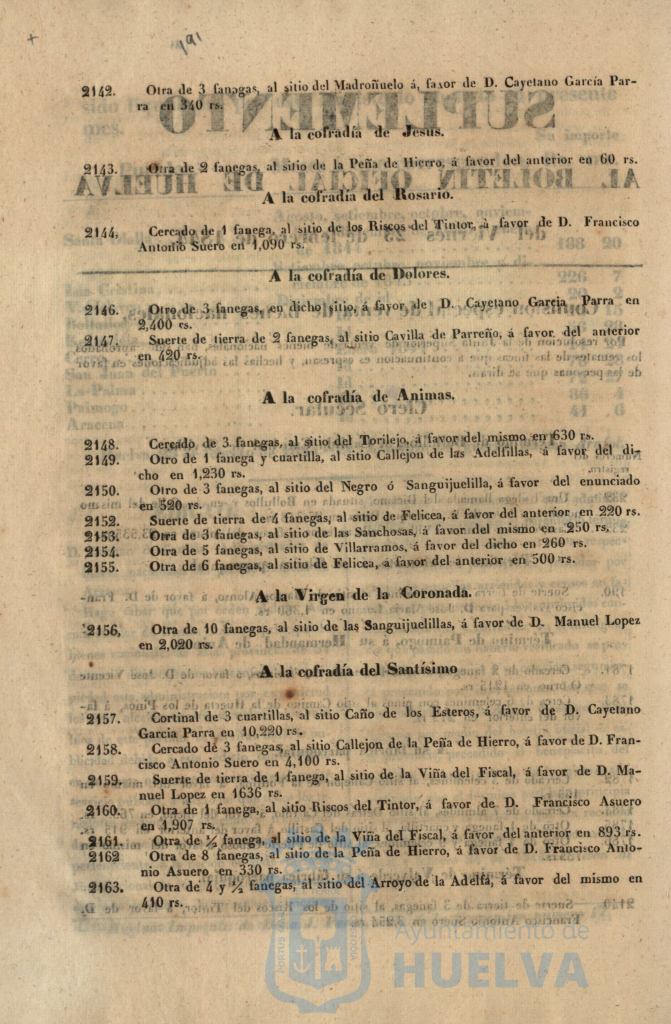 191
2142. Otra de 3 fanegas, al sitio del Madroñuelo á, favor de D. Cayetano García Par-
ra en 340 rs.
A la cofradía de Jesus.
2143. Otra de 2 fanegas, al sitio de la Peña de Hierro, á favor del anterior en 60 rs.
A la cofradía del Rosario.
2144. Cercado de 1 fanega, al sitio de los Riscos del Tintor, á favor de D. Francisco
Antonio Suero en 1,090 rs.
A la cofradía de Dolores.
2146. Otro de 3 fanegas, en dicho sitio, á favor de D. Cayetano Garcia Parra en
2,400 rs.
2147. Suerte de tierra de 2 fanegas, al sitio Cavilla de Parreño, á favor del anterior
en 420 rs.
A la cofradía de Animas.
2148. Cercado de 3 fanegas, al sitio del Torilejo, á favor del mismo en 630 rs.
2149. Otro de 1 fanega y cuartilla, al sitio Callejon de las Adelfillas, á favor del di-
cho en 1,230 rs.
2150. Otro de 3 fanegas, al sitio del Negro ó Sanguijuelilla, á favor del enunciado
en 520 rs.
2152. Suerte de tierra de 4 fanegas, al sitio de Felicea, á favor del anterior en 220 rs.
2153. Otra de 3 fanegas, al sitio de las Sanchosas, á favor del mismo en 250 rs.
2154. Otra de 5 fanegas, al sitio de Villarramos, á favor del dicho en 260 rs.
2155. Otra de 6 fanegas, al sitio de Felicea, a favor del anterior en 500 rs.
A la Virgen de la Coronada.
2156, Otra de 10 fanegas, al sitio de las Sanguijuelillas, á favor de D. Manuel Lopez
en 2,020 rs.
A la cofradía del Santísimo
2157. Cortinal de 3 cuartillas, al sitio Caño de los Esteros, á favor de D. Cayetano
Garcia Parra en 10,220 rs.
2158. Cercado de 3 fanegas, al sitio Callejon de la Peña de Hierro, á favor de D. Fran-
cisco Antonio Suero en 4,100 rs.
2159. Suerte de tierra de 1 fanega, al sitio de la Viña del Fiscal, á favor de D. Ma-
nuel Lopez en 1636 rs.
2160. Otra de 1 fanega, al sitio Riscos del Tintor, á favor de D. Francisco Asuero
en 1,907 rs.
2161. Otra de ½ fanega, al sitio de la Viña del Fiscal, á favor del anterior en 893 rs.
2162 Otra de 8 fanegas, al sitio de la Peña de Hierro, á favor de D. Francisco Anto-
nio Asuero en 330 rs.
2163. Otra de 4 y ½ fanegas, al sitio del Arroyo de la Adelfa, á favor del mismo en
410 rs.
Ayuntamiento de
HUELVA